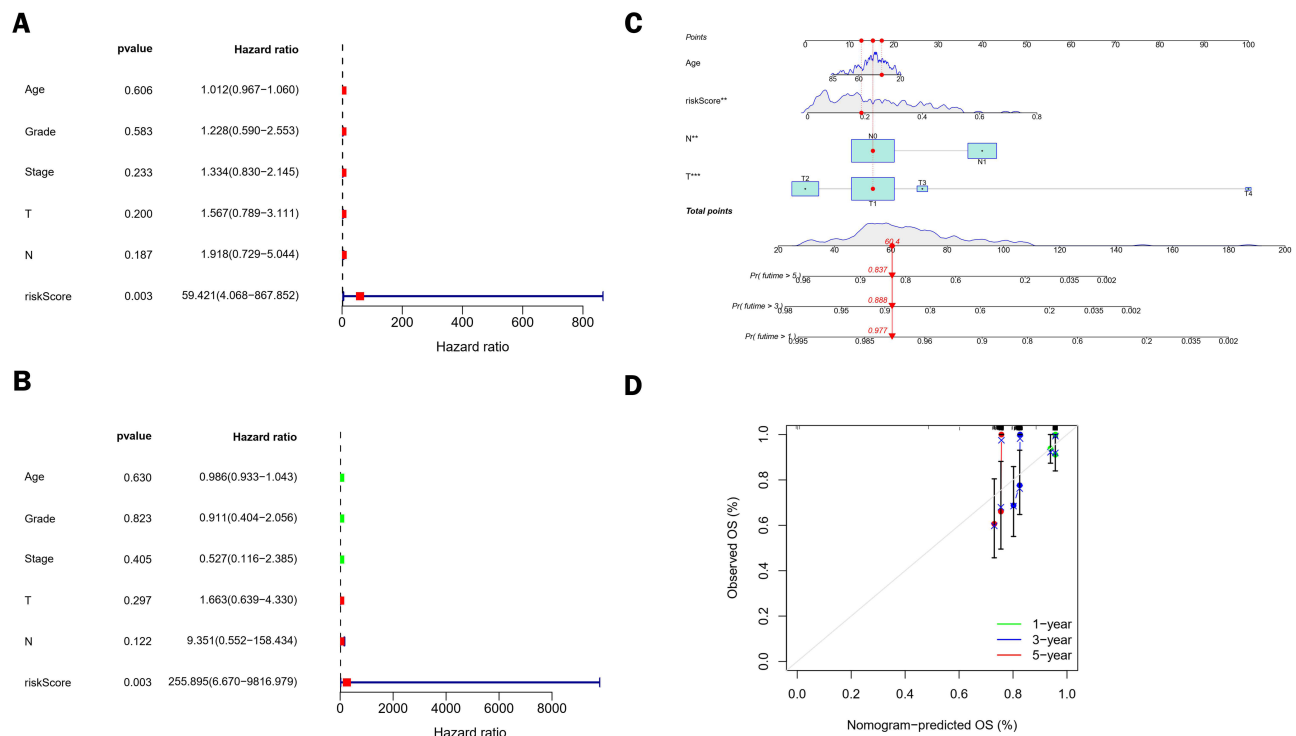 A
pvalue Hazard ratio
Age 0.606 1.012(0.967−1.060)
Grade 0.583 1.228(0.590−2.553)
Stage 0.233 1.334(0.830−2.145)
T 0.200 1.567(0.789−3.111)
N 0.187 1.918(0.729−5.044)
riskScore 0.003 59.421(4.068−867.852)
0 200 400 600 800
Hazard ratio
B
pvalue Hazard ratio
Age 0.630 0.986(0.933−1.043)
Grade 0.823 0.911(0.404−2.056)
Stage 0.405 0.527(0.116−2.385)
T 0.297 1.663(0.639−4.330)
N 0.122 9.351(0.552−158.434)
riskScore 0.003 255.895(6.670−9816.979)
0 2000 4000 6000 8000
Hazard ratio
C
Points
0 10 20 30 40 50 60 70 80 90 100
Age
85 60 20
riskScore**
0 0.2 0.4 0.6 0.8
N**
N0
N1
T***
T2 T3
T1 T4
Total points
60.4
20 40 60 80 100 120 140 160 180 200
0.837
Pr( futime > 5 )
0.96 0.9 0.8 0.6 0.2 0.035 0.002
0.888
Pr( futime > 3 )
0.98 0.95 0.9 0.8 0.6 0.2 0.035 0.002
0.977
Pr( futime > 1 )
0.995 0.985 0.96 0.9 0.8 0.6 0.2 0.035 0.002
D
Observed OS (%)
1.0
0.8
0.6
0.4
0.2
0.0
1−year
3−year
5−year
0.0 0.2 0.4 0.6 0.8 1.0
Nomogram−predicted OS (%)